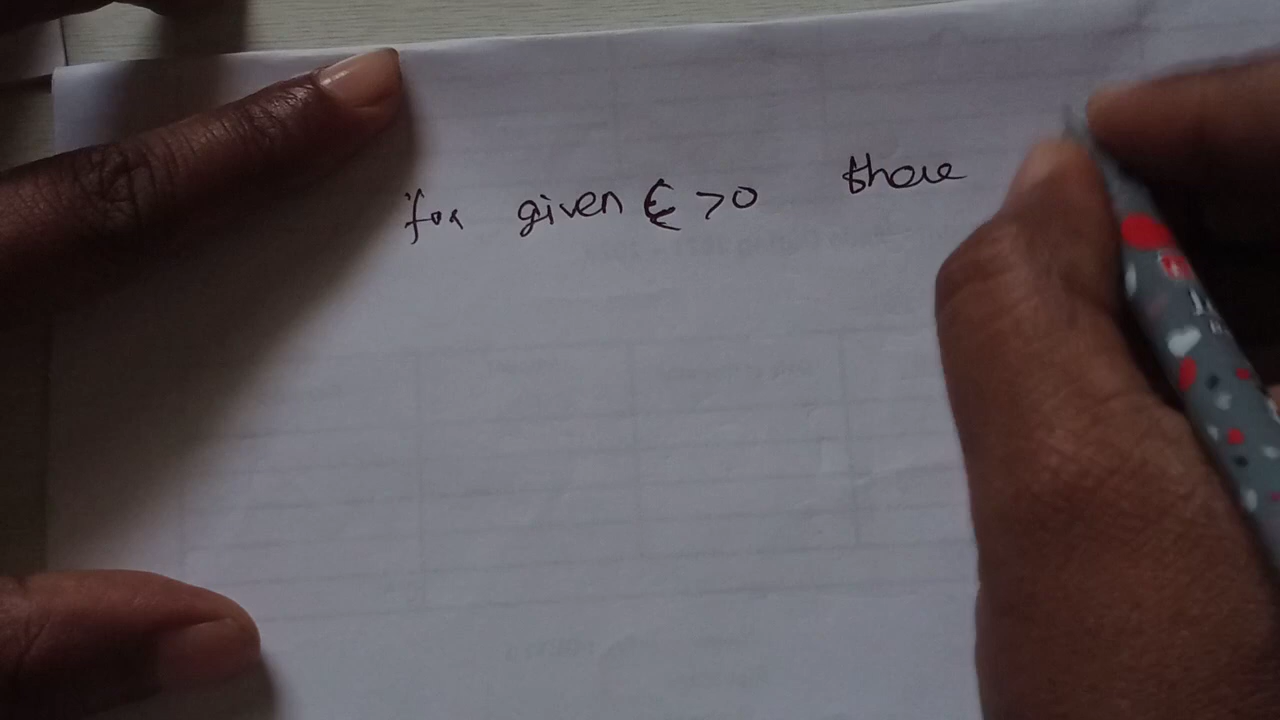 for given ε >0 there